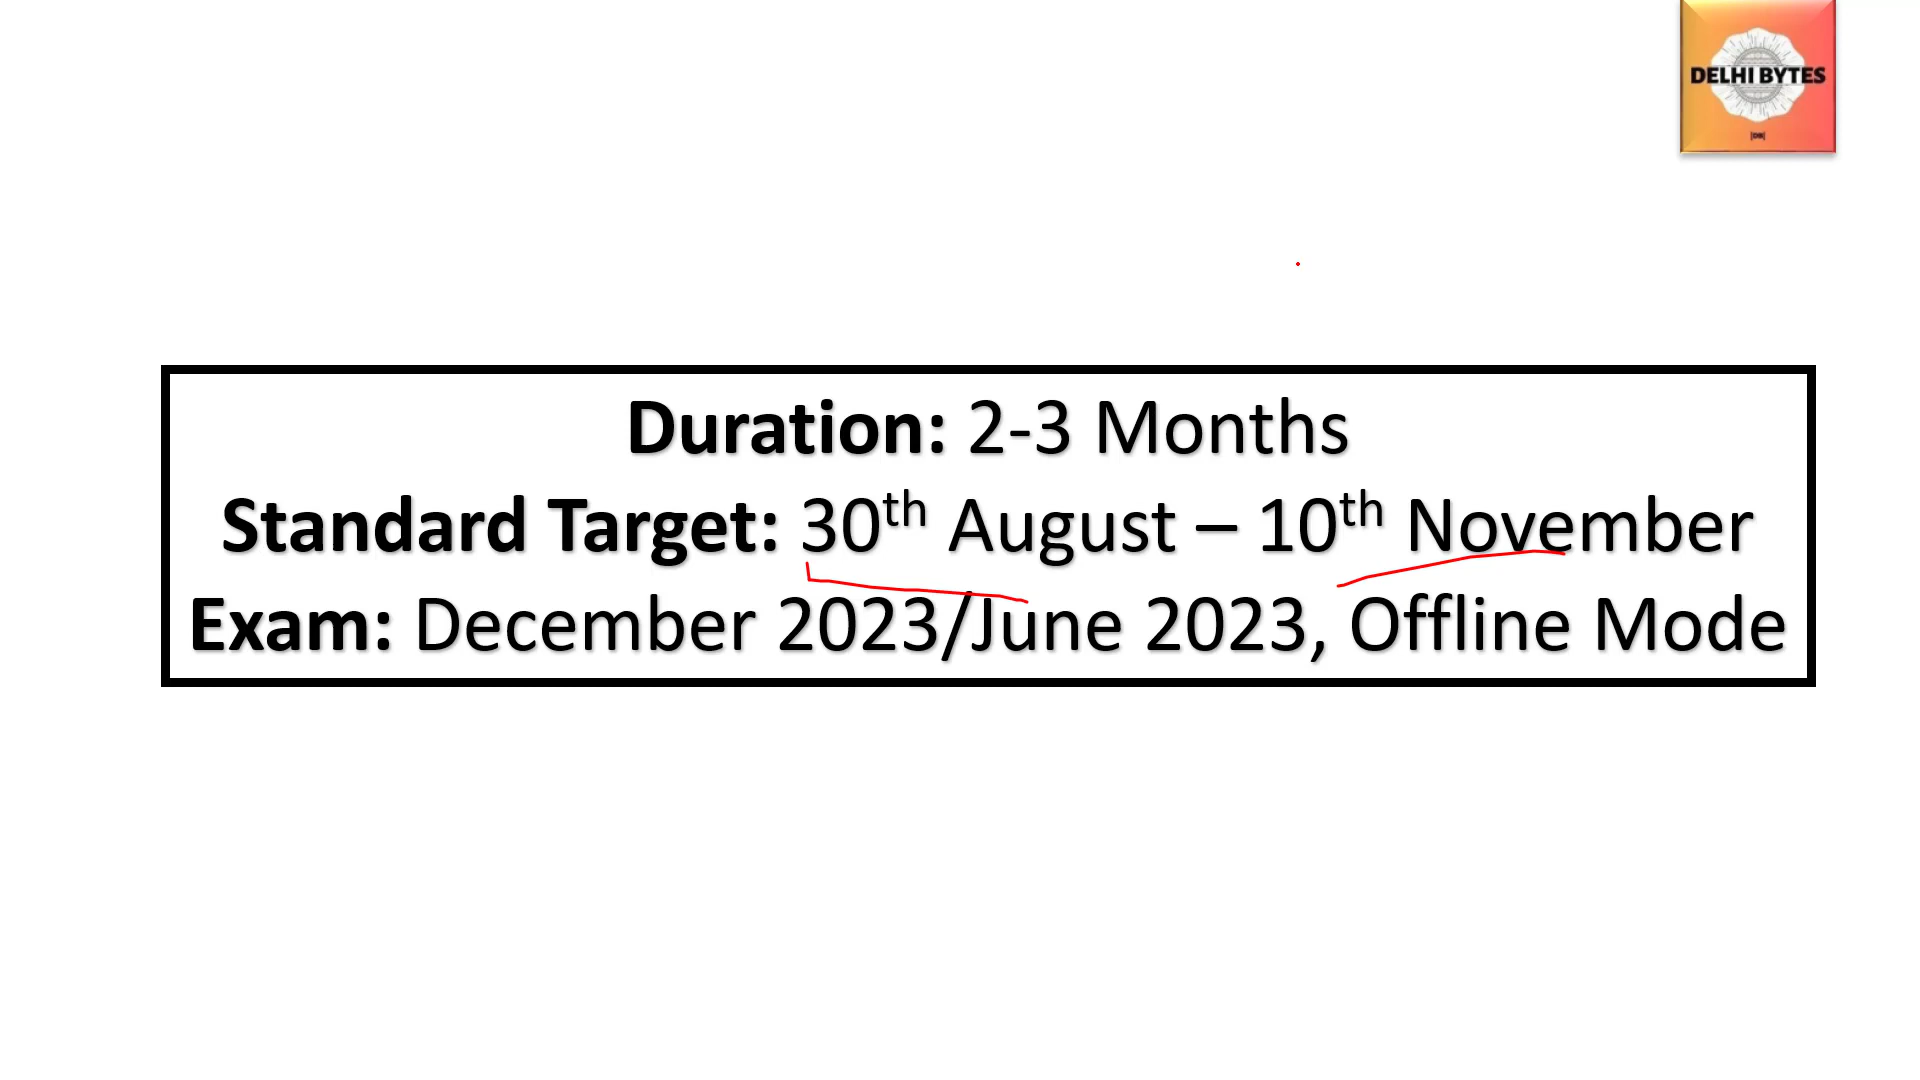 DELHI BYTES
|DB|
Duration: 2-3 Months
Standard Target: 30th August – 10th November
Exam: December 2023/June 2023, Offline Mode